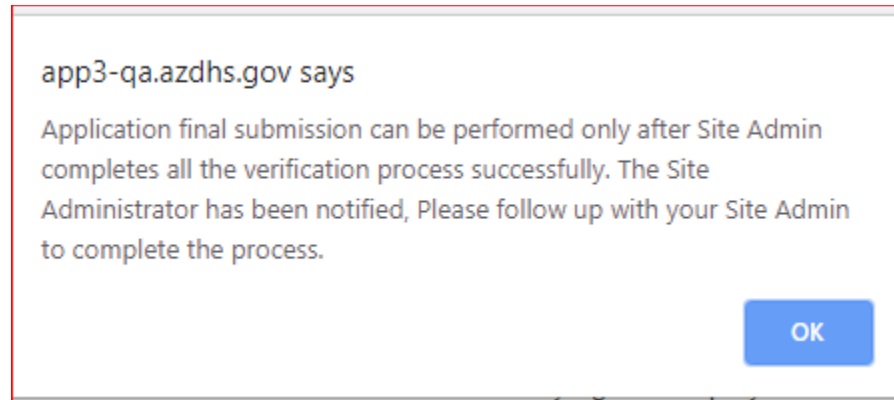 app3-qa.azdhs.gov says
Application final submission can be performed only after Site Admin
completes all the verification process successfully. The Site
Administrator has been notified, Please follow up with your Site Admin
to complete the process.
OK